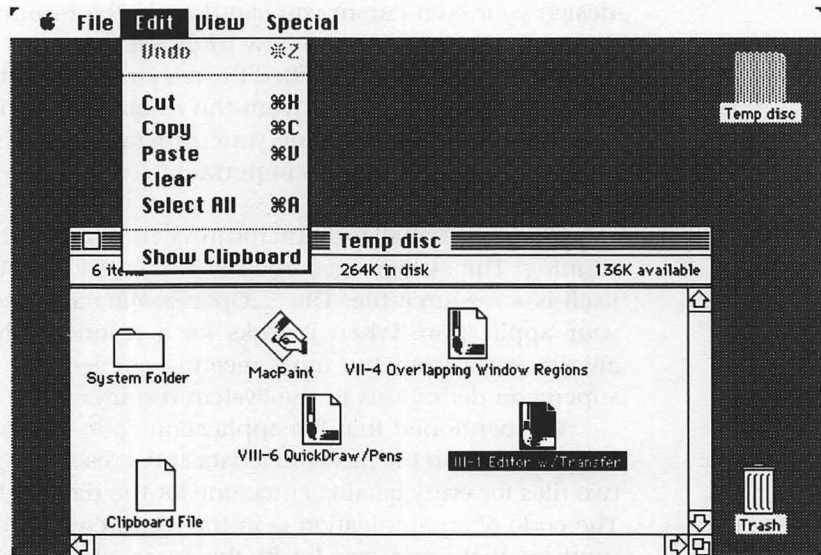 File Edit View Special
Undo ⌘Z
Cut ⌘X
Copy ⌘C
Paste ⌘V
Clear
Select All ⌘A
Show Clipboard
Temp disc
Temp disc
6 ite
264K in disk
136K available
System Folder
MacPaint
VII-4 Overlapping Window Regions
VIII-6 QuickDraw/Pens
III-1 Editor w/Transfer
Clipboard File
Trash